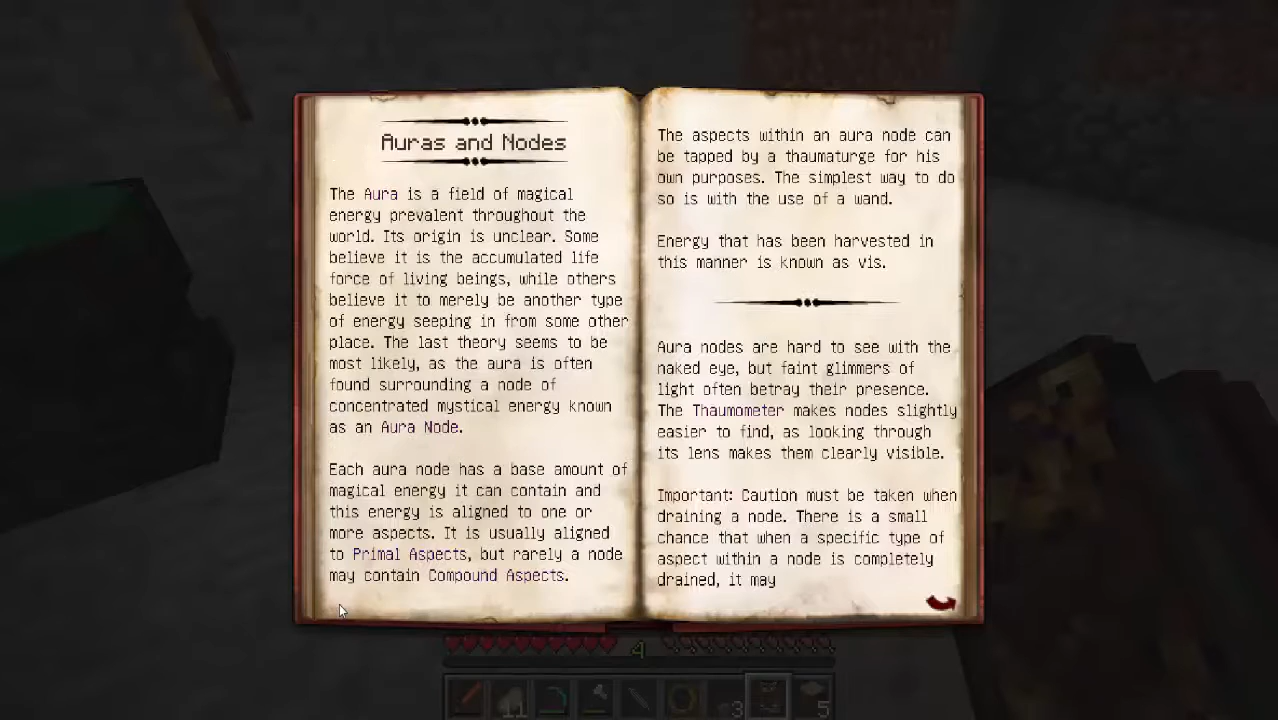 Auras and Nodes
The Aura is a field of magical
energy prevalent throughout the
world. Its origin is unclear. Some
believe it is the accumulated life
force of living beings, while others
believe it to merely be another type
of energy seeping in from some other
place. The last theory seems to be
most likely, as the aura is often
found surrounding a node of
concentrated mystical energy known
as an Aura Node.
Each aura node has a base amount of
magical energy it can contain and
this energy is aligned to one or
more aspects. It is usually aligned
to Primal Aspects, but rarely a node
may contain Compound Aspects.
The aspects within an aura node can
be tapped by a thaumaturge for his
own purposes. The simplest way to do
so is with the use of a wand.
Energy that has been harvested in
this manner is known as vis.
Aura nodes are hard to see with the
naked eye, but faint glimmers of
light often betray their presence.
The Thaumometer makes nodes slightly
easier to find, as looking through
its lens makes them clearly visible.
Important: Caution must be taken when
draining a node. There is a small
chance that when a specific type of
aspect within a node is completely
drained, it may
4
11
3
5